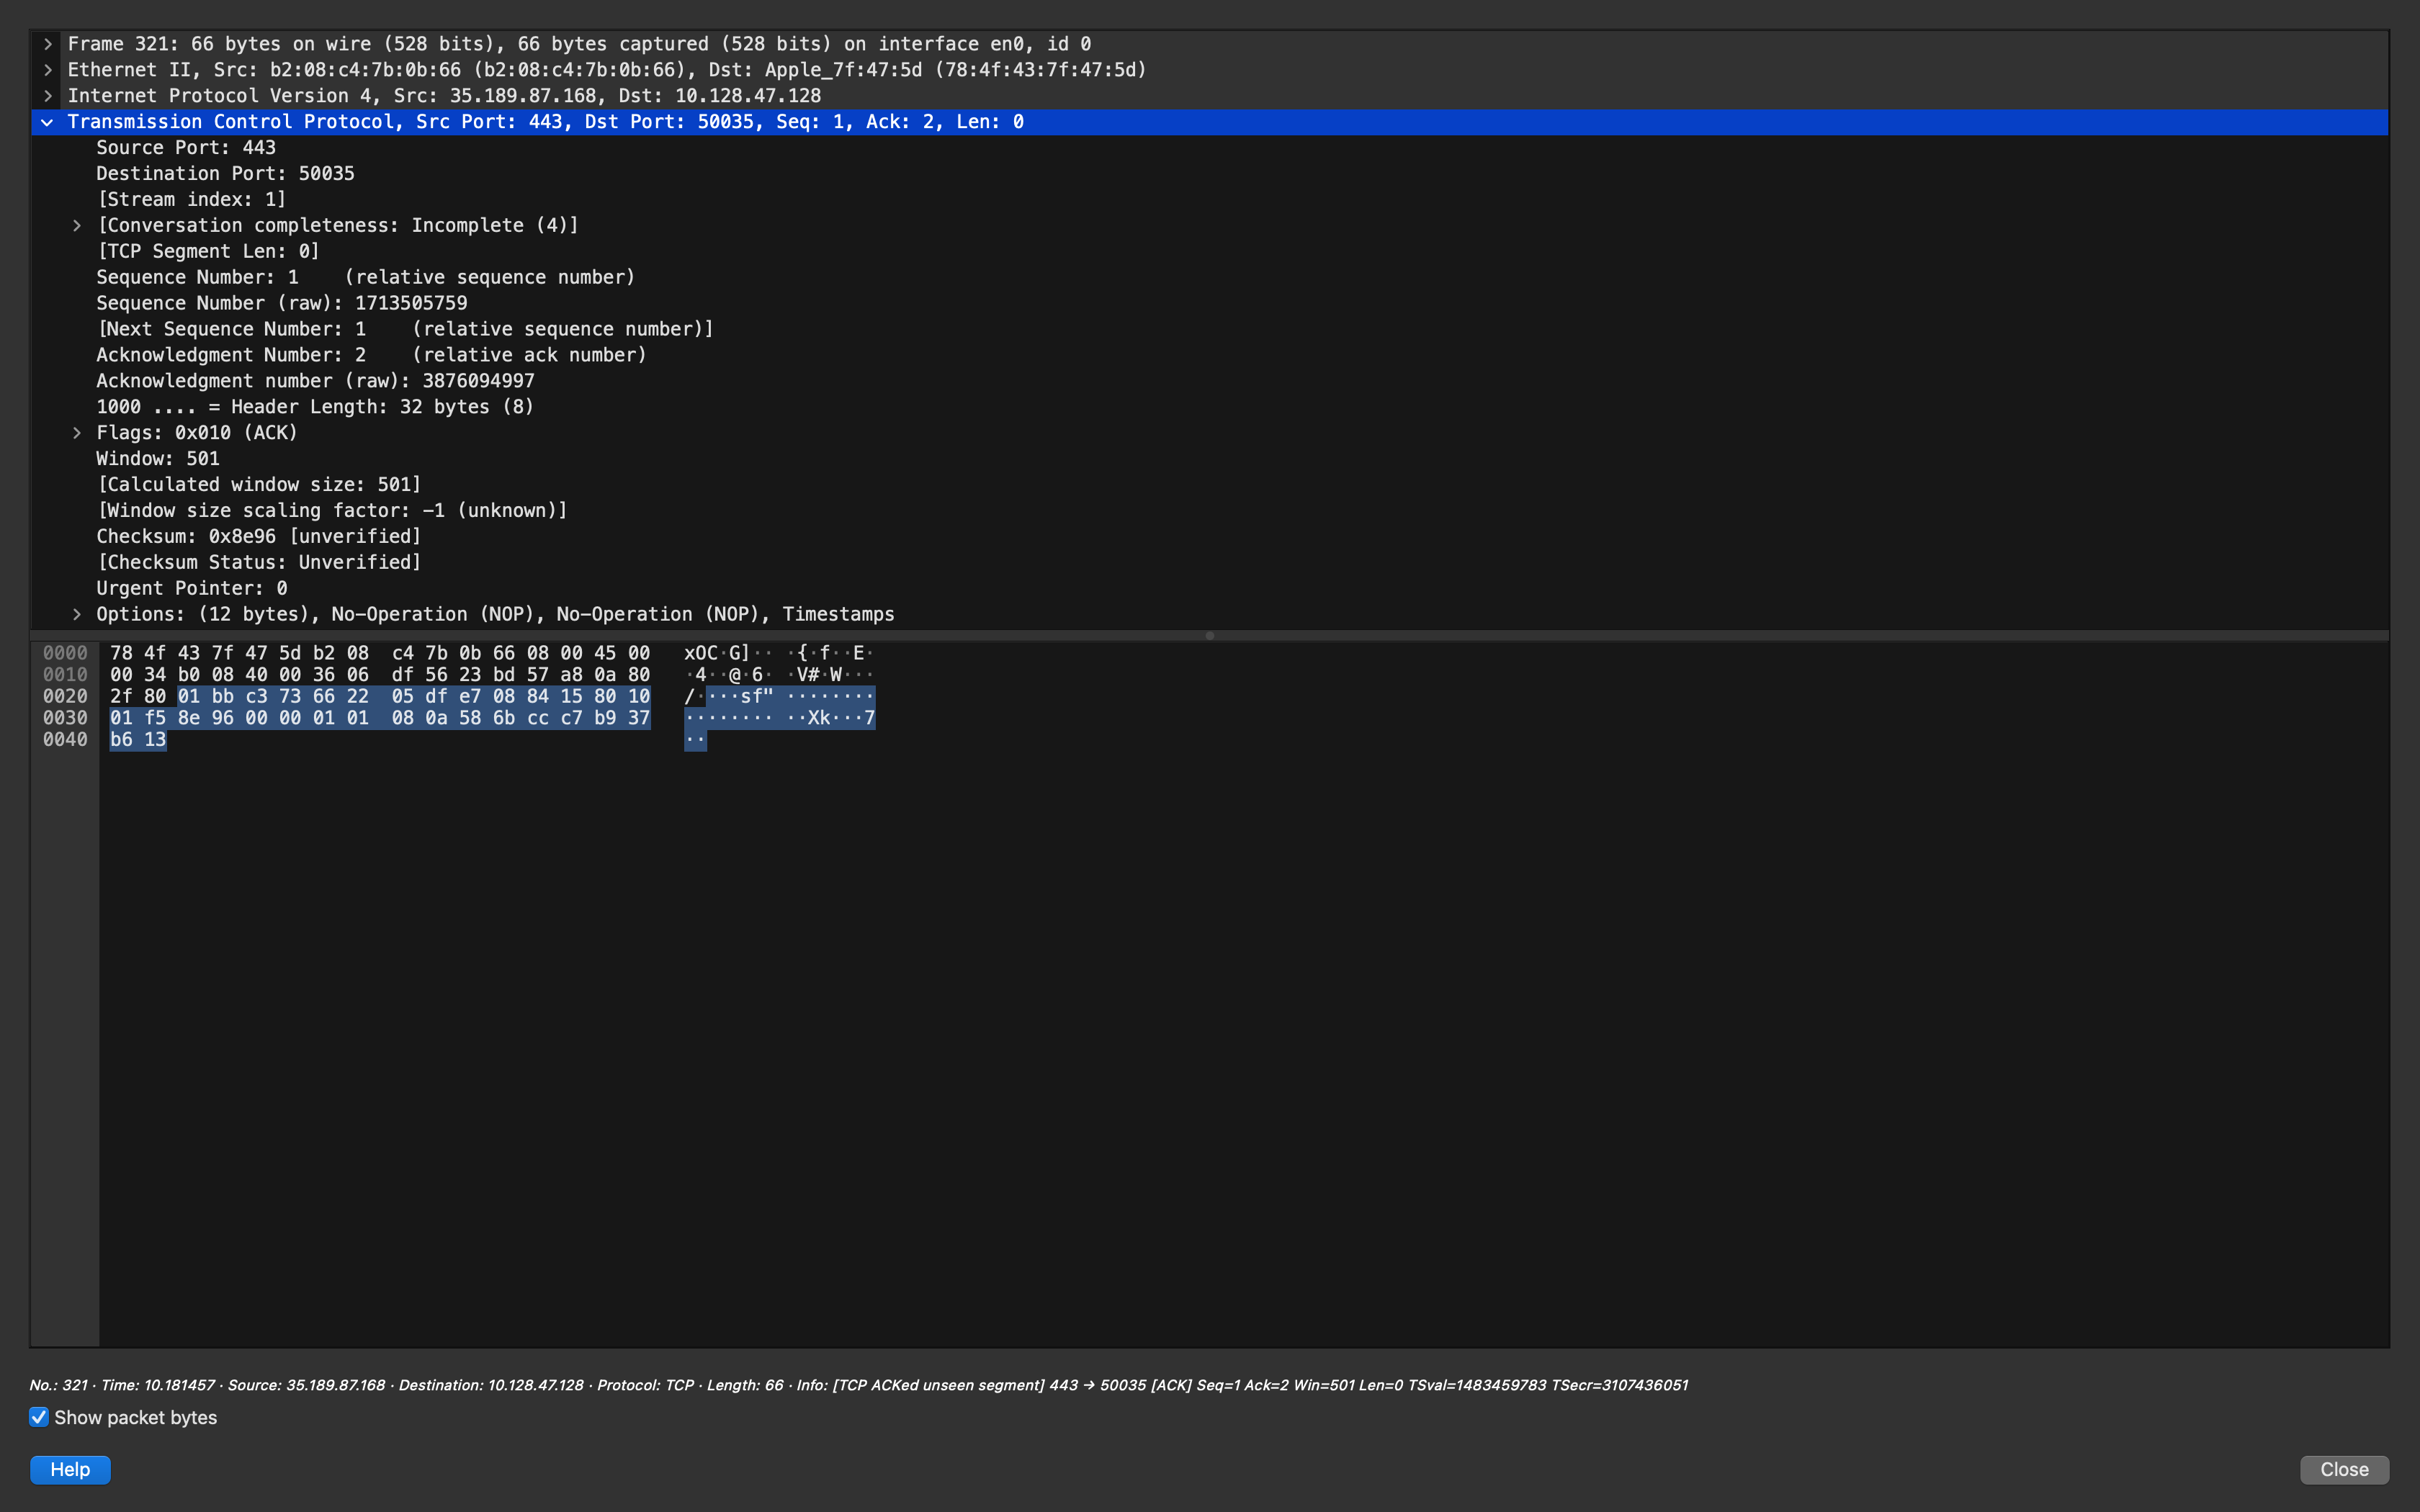 Frame 321: 66 bytes on wire (528 bits), 66 bytes captured (528 bits) on interface en0, id 0
Ethernet II, Src: b2:08:c4:7b:0b:66 (b2:08:c4:7b:0b:66), Dst: Apple_7f:47:5d (78:4f:43:7f:47:5d)
Internet Protocol Version 4, Src: 35.189.87.168, Dst: 10.128.47.128
Transmission Control Protocol, Src Port: 443, Dst Port: 50035, Seq: 1, Ack: 2, Len: 0
Source Port: 443
Destination Port: 50035
[Stream index: 1]
[Conversation completeness: Incomplete (4)]
[TCP Segment Len: 0]
Sequence Number: 1    (relative sequence number)
Sequence Number (raw): 1713505759
[Next Sequence Number: 1    (relative sequence number)]
Acknowledgment Number: 2    (relative ack number)
Acknowledgment number (raw): 3876094997
1000 .... = Header Length: 32 bytes (8)
Flags: 0x010 (ACK)
Window: 501
[Calculated window size: 501]
[Window size scaling factor: -1 (unknown)]
Checksum: 0x8e96 [unverified]
[Checksum Status: Unverified]
Urgent Pointer: 0
Options: (12 bytes), No-Operation (NOP), No-Operation (NOP), Timestamps
0000  78 4f 43 7f 47 5d b2 08  c4 7b 0b 66 08 00 45 00   xOC·G]·· ·{·f··E·
0010  00 34 b0 08 40 00 36 06  df 56 23 bd 57 a8 0a 80   ·4··@·6· ·V#·W···
0020  2f 80 01 bb c3 73 66 22  05 df e7 08 84 15 80 10   /····sf" ········
0030  01 f5 8e 96 00 00 01 01  08 0a 58 6b cc c7 b9 37   ········ ··Xk···7
0040  b6 13   ··
No.: 321 · Time: 10.181457 · Source: 35.189.87.168 · Destination: 10.128.47.128 · Protocol: TCP · Length: 66 · Info: [TCP ACKed unseen segment] 443 → 50035 [ACK] Seq=1 Ack=2 Win=501 Len=0 TSval=1483459783 TSecr=3107436051
Show packet bytes
Help
Close